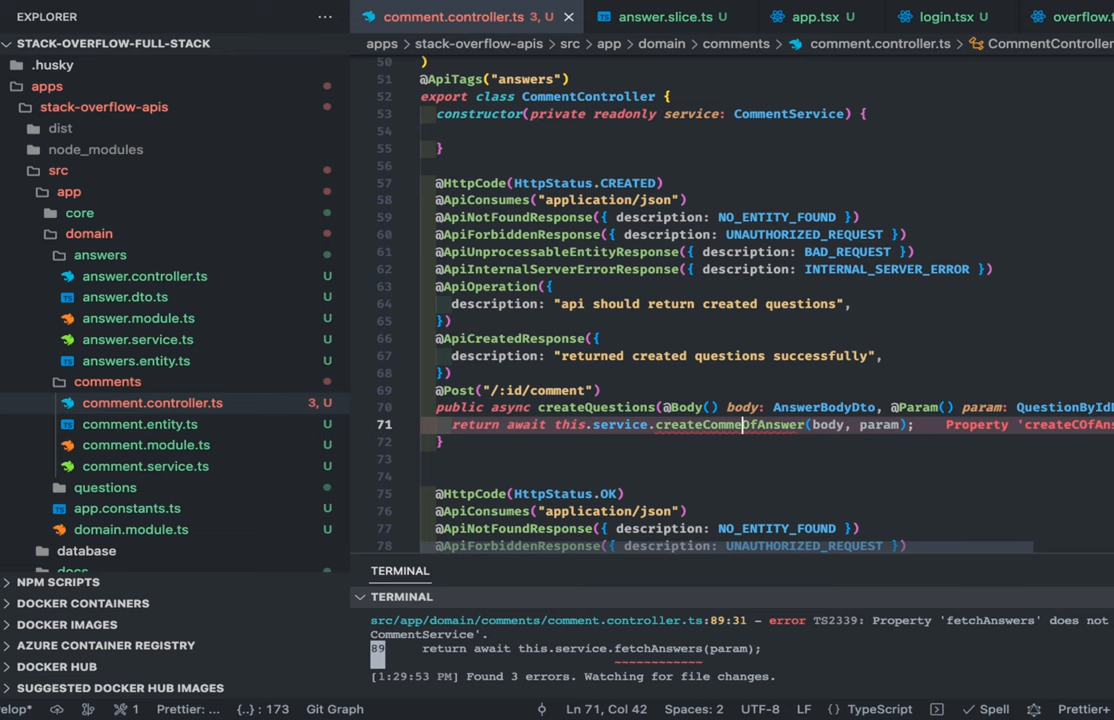 EXPLORER
···
STACK-OVERFLOW-FULL-STACK
.husky
apps
stack-overflow-apis
dist
node_modules
src
app
core
domain
answers
answer.controller.ts U
answer.dto.ts U
answer.module.ts U
answer.service.ts U
answers.entity.ts U
comments
comment.controller.ts 3, U
comment.entity.ts U
comment.module.ts U
comment.service.ts U
questions
app.constants.ts U
domain.module.ts U
database
docs
NPM SCRIPTS
DOCKER CONTAINERS
DOCKER IMAGES
AZURE CONTAINER REGISTRY
DOCKER HUB
SUGGESTED DOCKER HUB IMAGES
comment.controller.ts 3, U
answer.slice.ts U
app.tsx U
login.tsx U
overflow.t
apps > stack-overflow-apis > src > app > domain > comments > comment.controller.ts > CommentController
50 )
51 @ApiTags("answers")
52 export class CommentController {
53 constructor(private readonly service: CommentService) {
54
55 }
56
57 @HttpCode(HttpStatus.CREATED)
58 @ApiConsumes("application/json")
59 @ApiNotFoundResponse({ description: NO_ENTITY_FOUND })
60 @ApiForbiddenResponse({ description: UNAUTHORIZED_REQUEST })
61 @ApiUnprocessableEntityResponse({ description: BAD_REQUEST })
62 @ApiInternalServerErrorResponse({ description: INTERNAL_SERVER_ERROR })
63 @ApiOperation({
64 description: "api should return created questions",
65 })
66 @ApiCreatedResponse({
67 description: "returned created questions successfully",
68 })
69 @Post("/:id/comment")
70 public async createQuestions(@Body() body: AnswerBodyDto, @Param() param: QuestionById
71 return await this.service.createCommeOfAnswer(body, param); Property 'createCOfAns
72 }
73
74
75 @HttpCode(HttpStatus.OK)
76 @ApiConsumes("application/json")
77 @ApiNotFoundResponse({ description: NO_ENTITY_FOUND })
78 @ApiForbiddenResponse({ description: UNAUTHORIZED_REQUEST })
TERMINAL
TERMINAL
src/app/domain/comments/comment.controller.ts:89:31 - error TS2339: Property 'fetchAnswers' does not
CommentService'.
89 return await this.service.fetchAnswers(param);
~~~~~~~~~~~~
[1:29:53 PM] Found 3 errors. Watching for file changes.
elop* 1 Prettier: ... {..} : 173 Git Graph Ln 71, Col 42 Spaces: 2 UTF-8 LF {} TypeScript Spell Prettier+